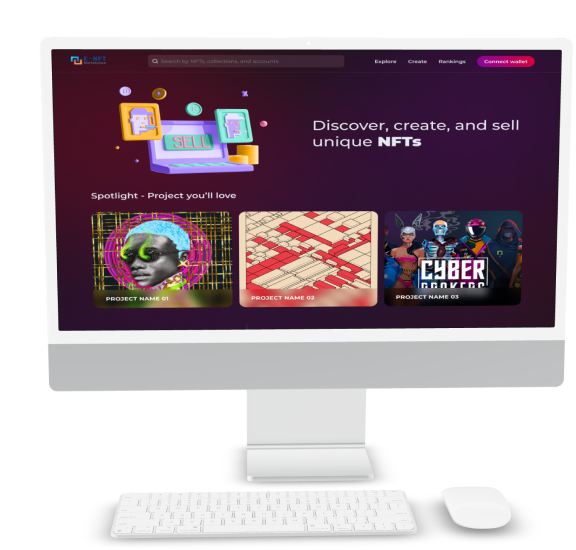 E-NFT
Search by NFTs, collections, and accounts
Explore
Create
Rankings
Connect wallet
SELL
Discover, create, and sell
unique NFTs
Spotlight - Project you'll love
PROJECT NAME 01
PROJECT NAME 02
CYBER
PROJECT NAME 03